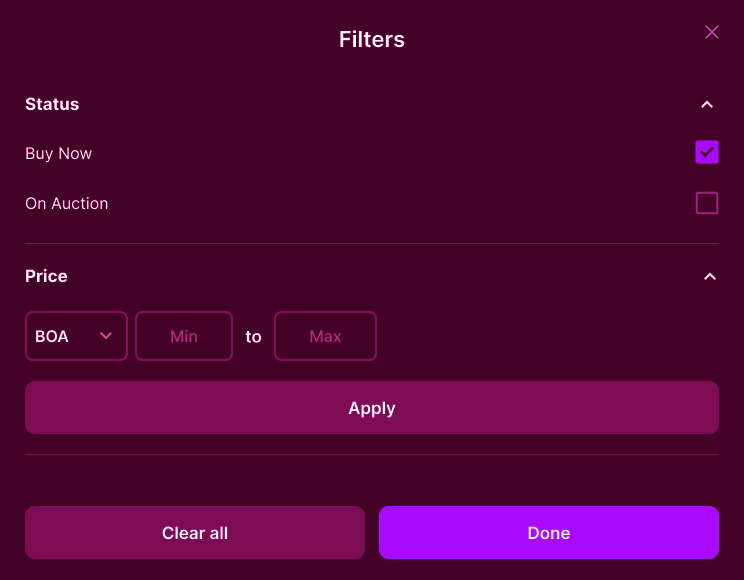 Filters
Status
Buy Now
On Auction
Price
BOA Min to Max
Apply
Clear all Done